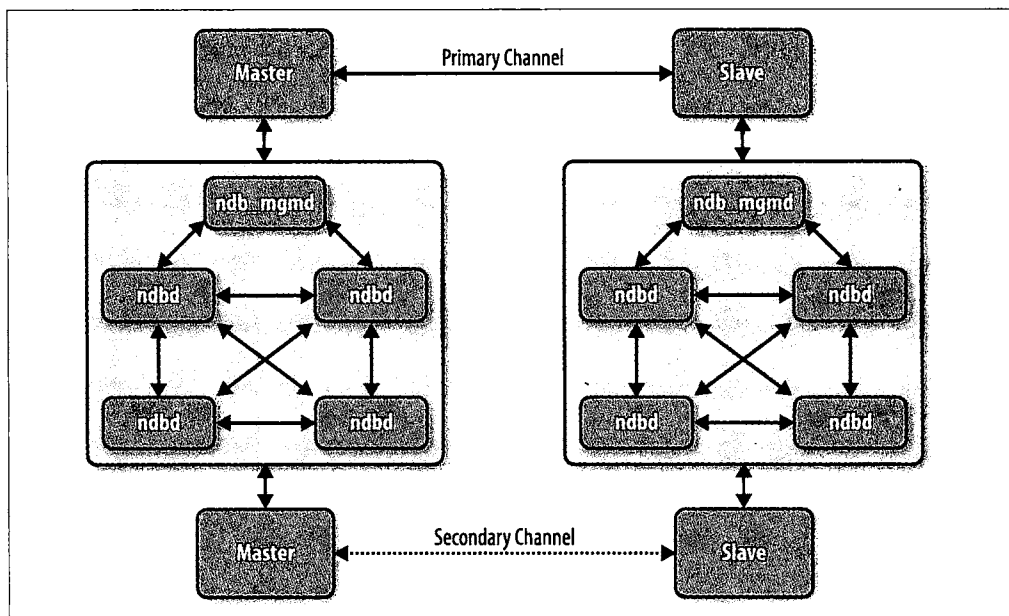 Master
Primary Channel
Slave
ndb_mgmd
ndbd
ndbd
ndbd
ndbd
ndb_mgmd
ndbd
ndbd
ndbd
ndbd
Master
Secondary Channel
Slave